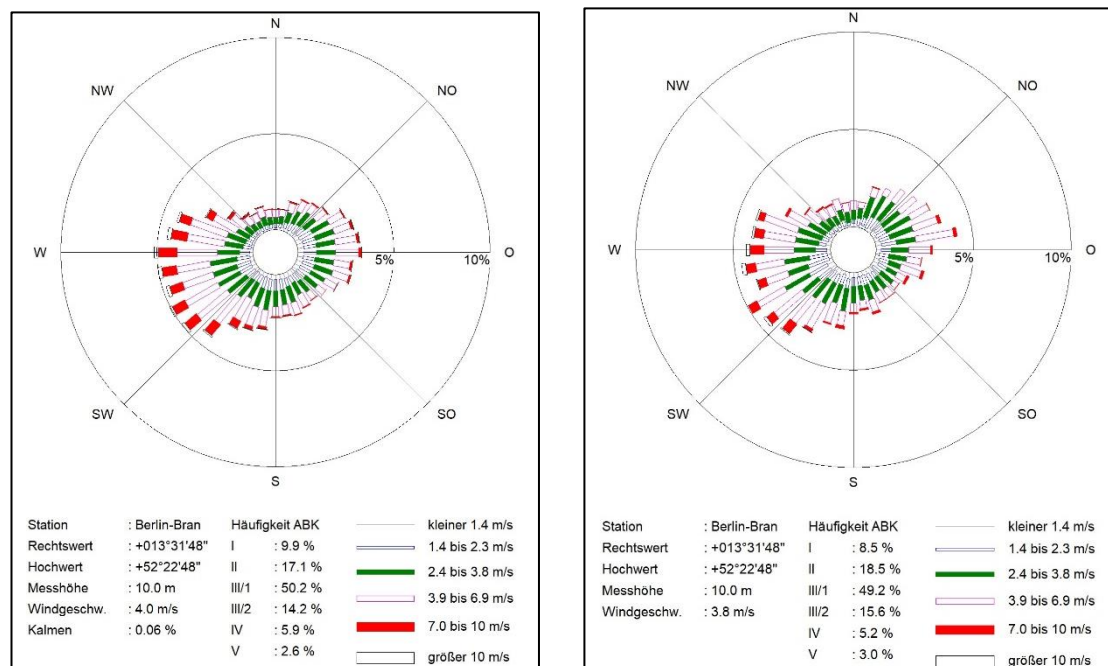 N
NW
NO
W
O
5%
10%
SW
SO
S
Station : Berlin-Bran Häufigkeit ABK kleiner 1.4 m/s
Rechtswert : +013°31'48" I : 9.9 % 1.4 bis 2.3 m/s
Hochwert : +52°22'48" II : 17.1 % 2.4 bis 3.8 m/s
Messhöhe : 10.0 m III/1 : 50.2 % 3.9 bis 6.9 m/s
Windgeschw. : 4.0 m/s III/2 : 14.2 % 7.0 bis 10 m/s
Kalmen : 0.06 % IV : 5.9 %
V : 2.6 % größer 10 m/s
N
NW
NO
W
O
5%
10%
SW
SO
S
Station : Berlin-Bran Häufigkeit ABK kleiner 1.4 m/s
Rechtswert : +013°31'48" I : 8.5 % 1.4 bis 2.3 m/s
Hochwert : +52°22'48" II : 18.5 % 2.4 bis 3.8 m/s
Messhöhe : 10.0 m III/1 : 49.2 % 3.9 bis 6.9 m/s
Windgeschw. : 3.8 m/s III/2 : 15.6 % 7.0 bis 10 m/s
IV : 5.2 %
V : 3.0 % größer 10 m/s